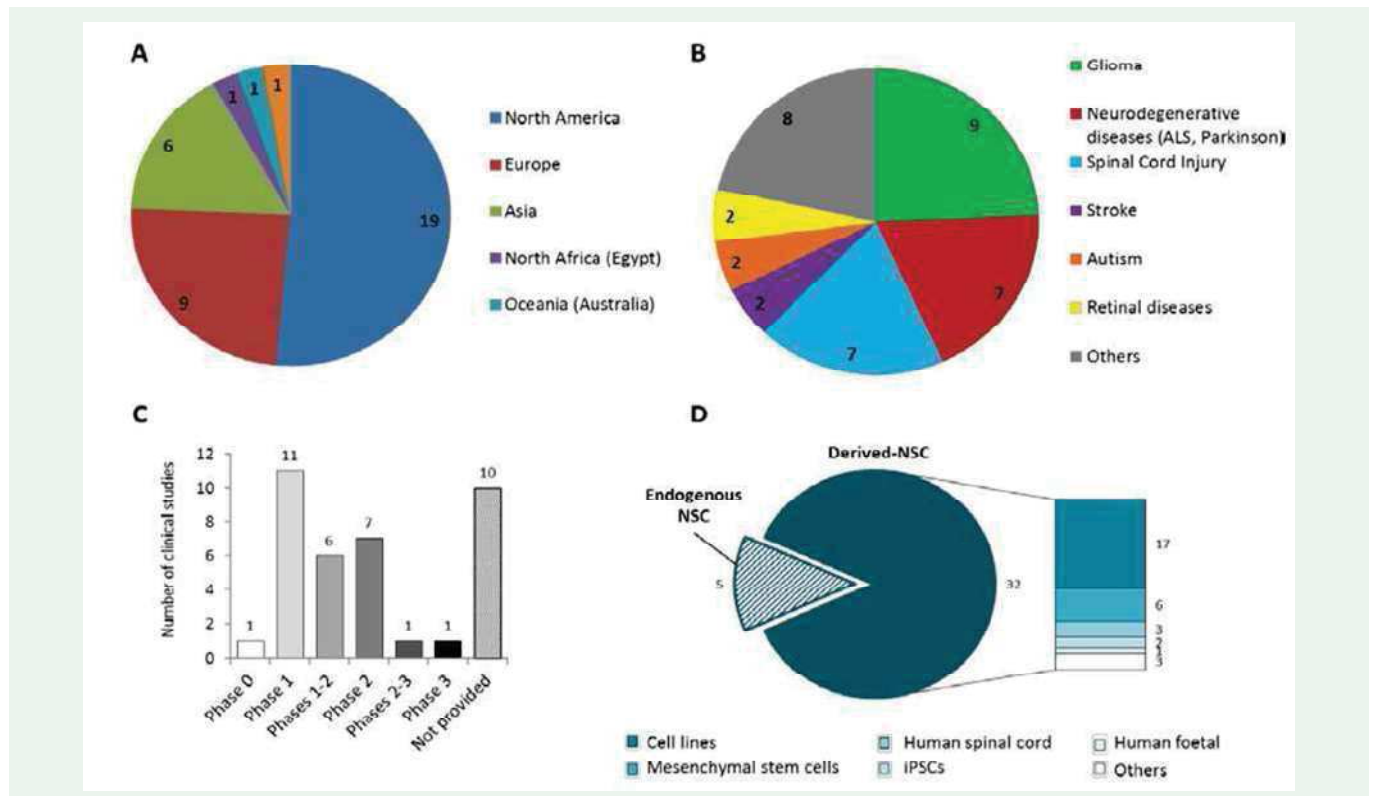 A
1
1
1
6
19
9
North America
Europe
Asia
North Africa (Egypt)
Oceania (Australia)
B
8
9
2
2
2
7
7
Glioma
Neurodegenerative
diseases (ALS, Parkinson)
Spinal Cord Injury
Stroke
Autism
Retinal diseases
Others
C
Number of clinical studies
12
10
8
6
4
2
0
1
11
6
7
1
1
10
Phase 0
Phase 1
Phases 1-2
Phase 2
Phases 2-3
Phase 3
Not provided
D
Derived-NSC
Endogenous
NSC
5
32
17
6
3
2
1
3
Cell lines
Human spinal cord
Human foetal
Mesenchymal stem cells
iPSCs
Others